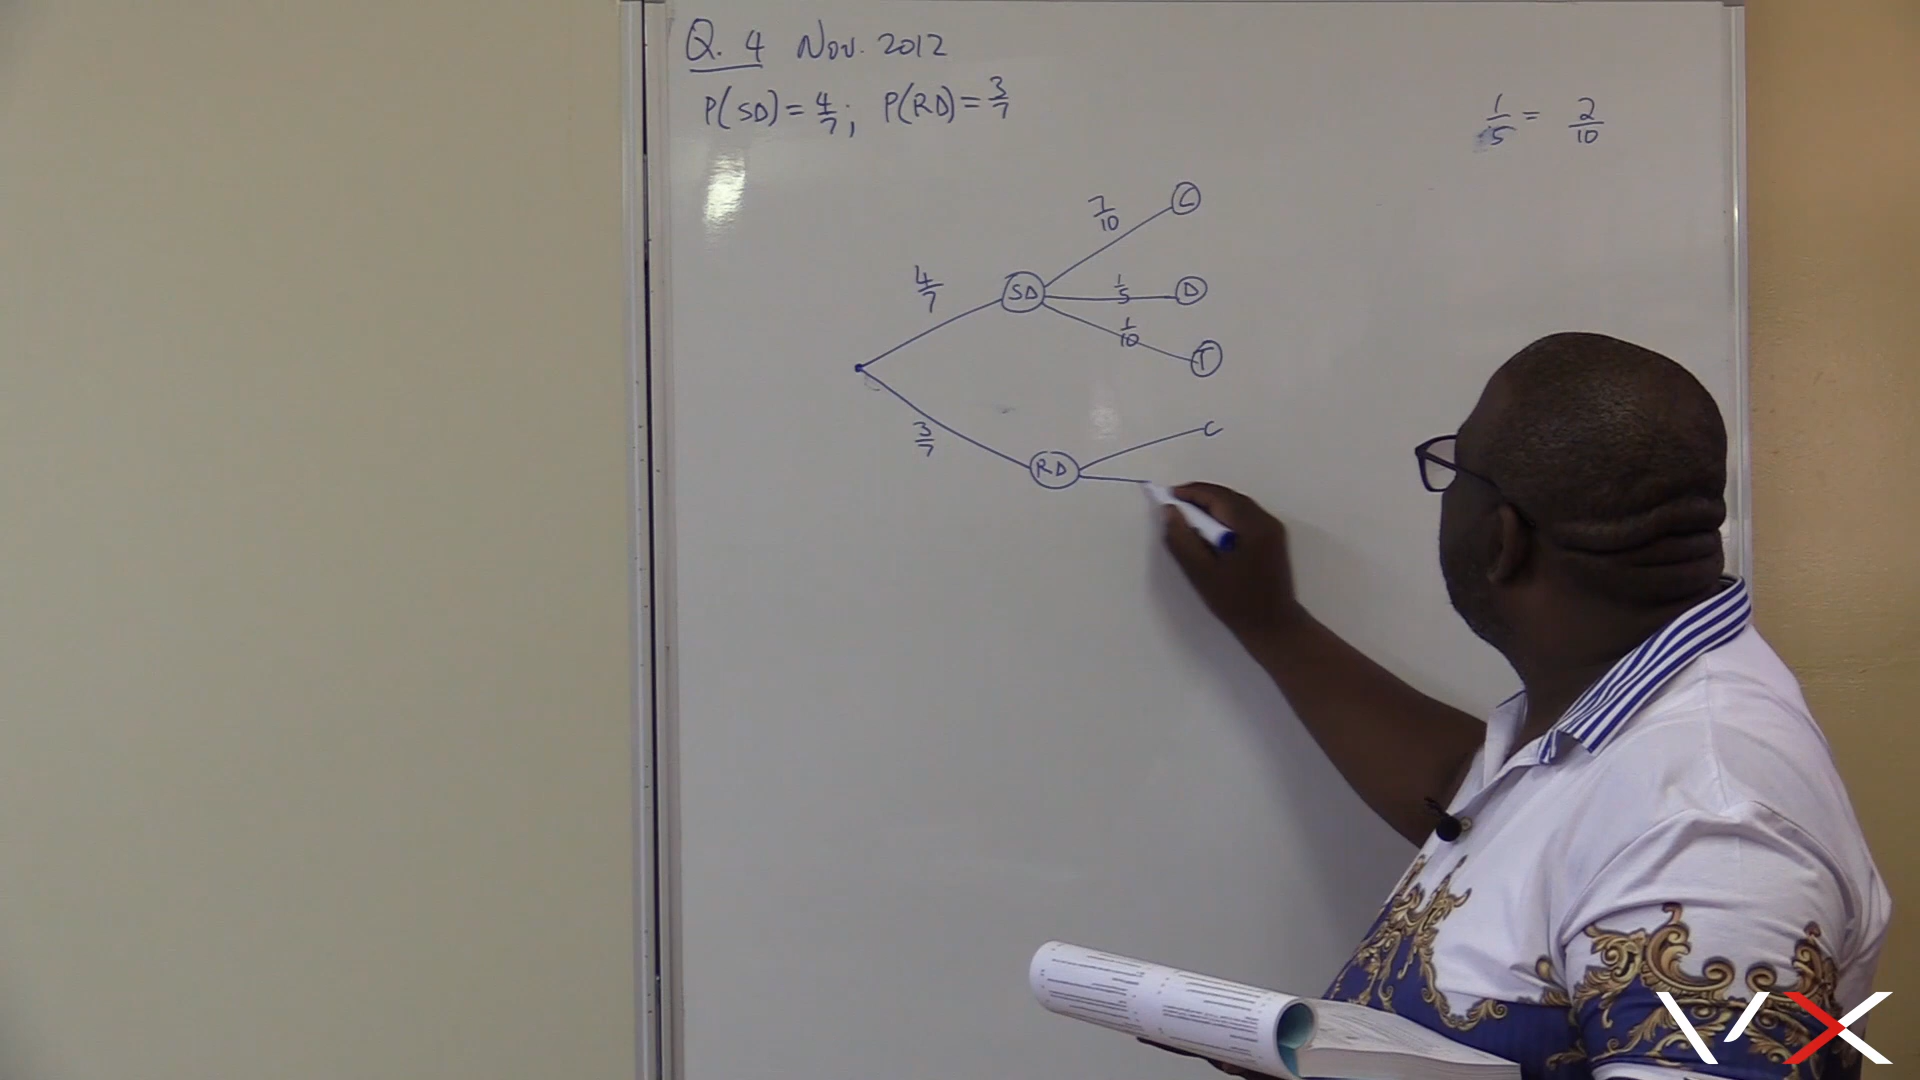 Q. 4 Nov. 2012
P(SD) = 4/7 ; P(RD) = 3/7
1/5 = 2/10
7/10
C
4/7
SD
1/5
D
1/10
T
3/7
RD
C
VX